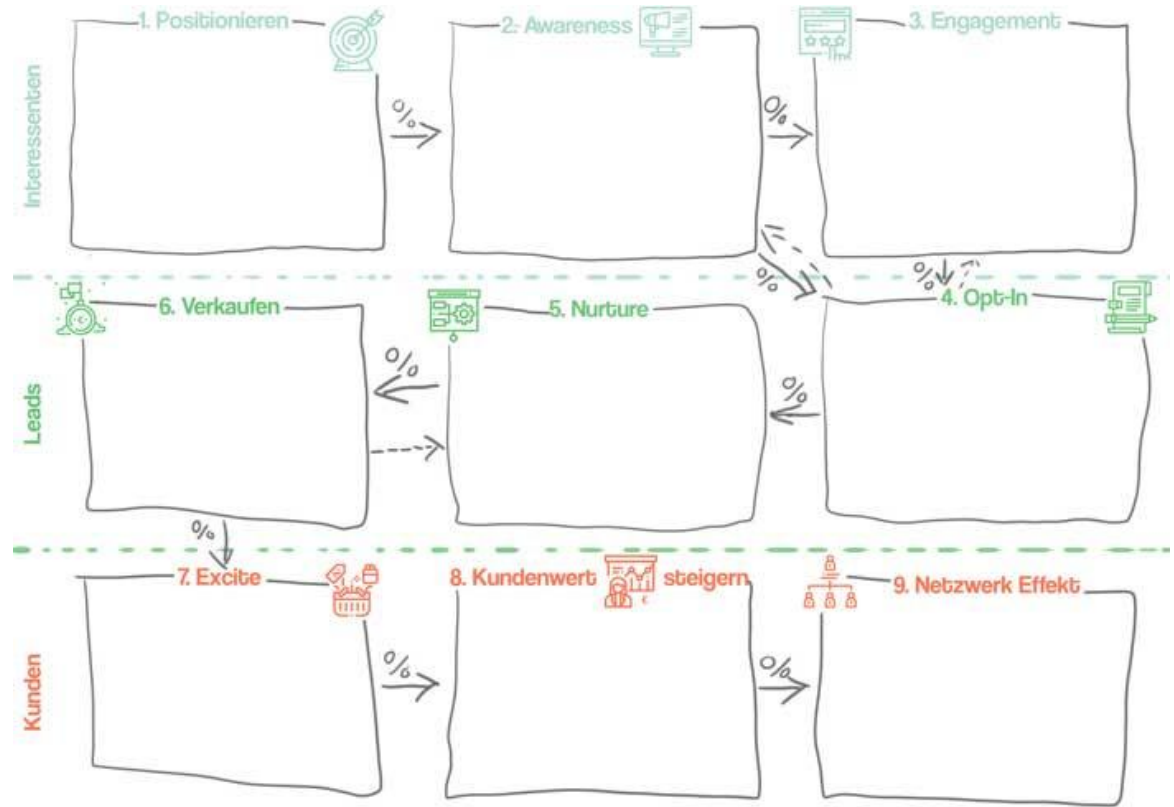 1. Positionieren
2. Awareness
3. Engagement
Interessenten
%
%
%
%
6. Verkaufen
5. Nurture
4. Opt-In
Leads
%
%
%
7. Excite
8. Kundenwert steigern
9. Netzwerk Effekt
Kunden
%
%